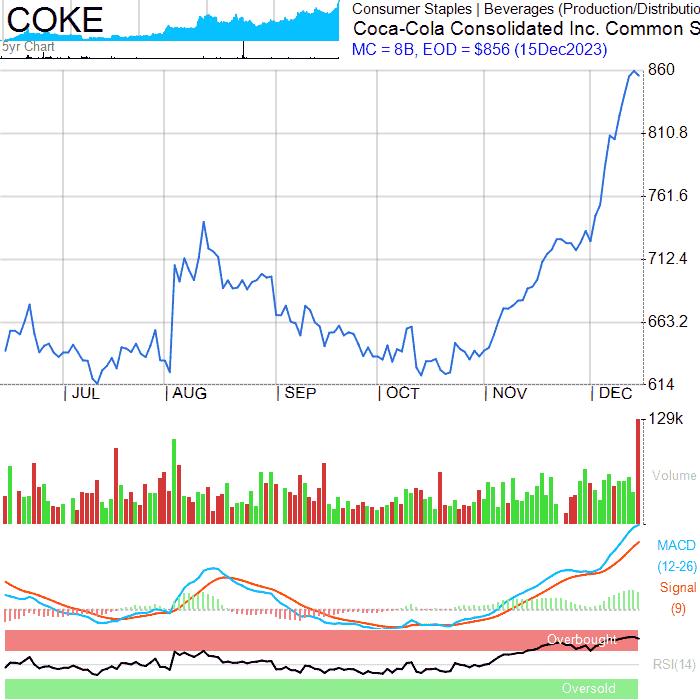 COKE
5yr Chart
Consumer Staples | Beverages (Production/Distributio
Coca-Cola Consolidated Inc. Common S
MC = 8B, EOD = $856 (15Dec2023)
860
810.8
761.6
712.4
663.2
614
JUL AUG SEP OCT NOV DEC
129k
Volume
MACD
(12-26)
Signal
(9)
Overbought
RSI(14)
Oversold